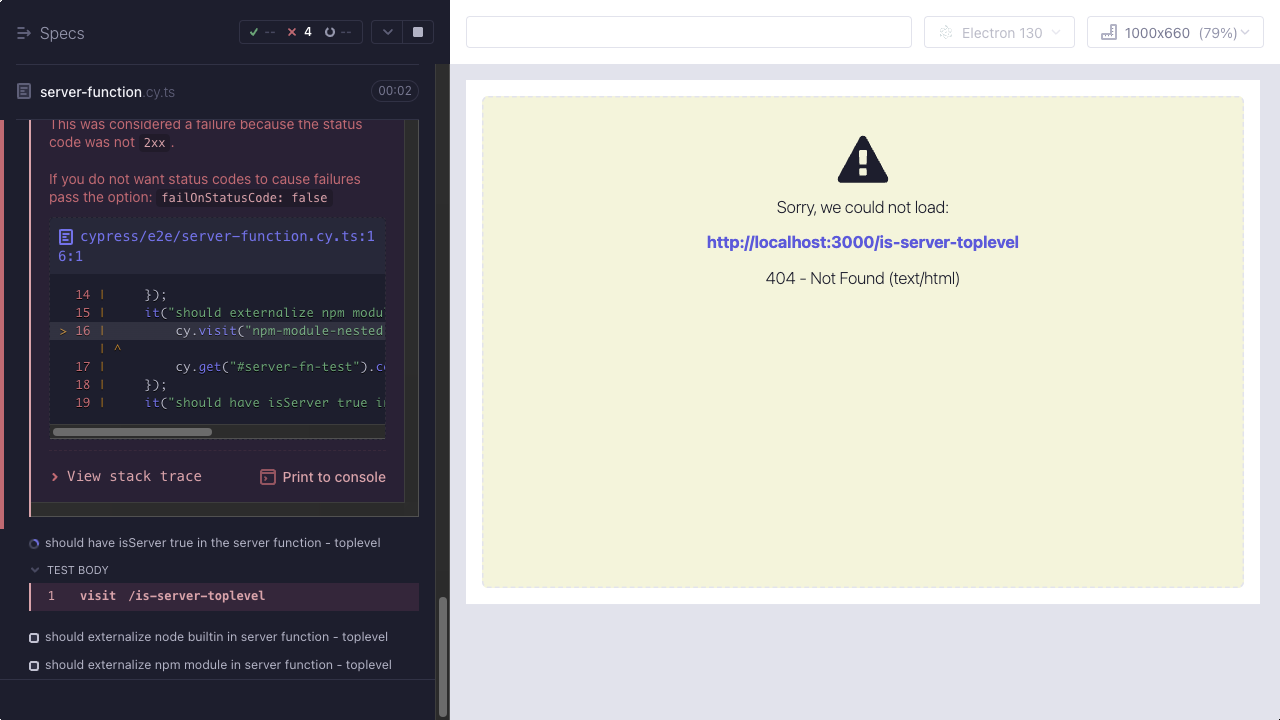 Specs
-- 4 --
server-function.cy.ts 00:02
This was considered a failure because the status
code was not 2xx .
If you do not want status codes to cause failures
pass the option: failOnStatusCode: false
cypress/e2e/server-function.cy.ts:1
6:1
14 | });
15 | it("should externalize npm modu
> 16 | cy.visit("npm-module-nested
| ^
17 | cy.get("#server-fn-test").co
18 | });
19 | it("should have isServer true in
> View stack trace
Print to console
should have isServer true in the server function - toplevel
TEST BODY
1 visit /is-server-toplevel
should externalize node builtin in server function - toplevel
should externalize npm module in server function - toplevel
Electron 130
1000x660 (79%)
Sorry, we could not load:
http://localhost:3000/is-server-toplevel
404 - Not Found (text/html)